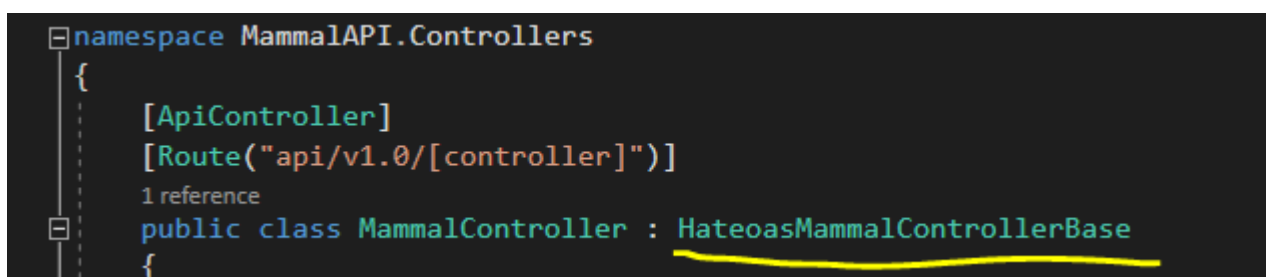 namespace MammalAPI.Controllers
{
[ApiController]
[Route("api/v1.0/[controller]")]
1 reference
public class MammalController : HateoasMammalControllerBase
{